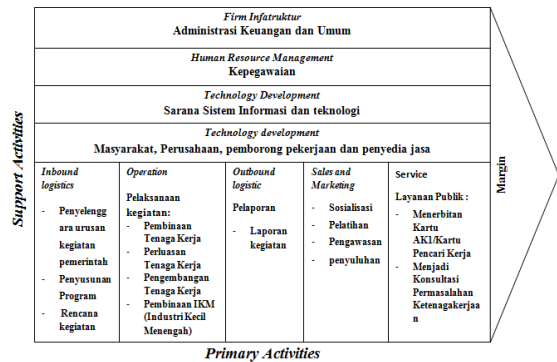 Firm Infatruktur
Administrasi Keuangan dan Umum
Human Resource Management
Kepegawaian
Technology Development
Sarana Sistem Informasi dan teknologi
Technology development
Masyarakat, Perusahaan, pemborong pekerjaan dan penyedia jasa
Support Activities
Inbound
logistics
- Penyelengg
ara urusan
kegiatan
pemerintah
- Penyusunan
Program
- Rencana
kegiatan
Operation
Pelaksanaan
kegiatan:
- Pembinaan
Tenaga Kerja
- Perluasan
Tenaga Kerja
- Pengembangan
Tenaga Kerja
- Pembinaan IKM
(Industri Kecil
Menengah)
Outbound
logistic
Pelaporan
- Laporan
kegiatan
Sales and
Marketing
- Sosialisasi
- Pelatihan
- Pengawasan
- penyuluhan
Service
Layanan Publik :
- Menerbitan
Kartu
AK1/Kartu
Pencari Kerja
- Menjadi
Konsultasi
Permasalahan
Ketenagakerjaa
n
Margin
Primary Activities